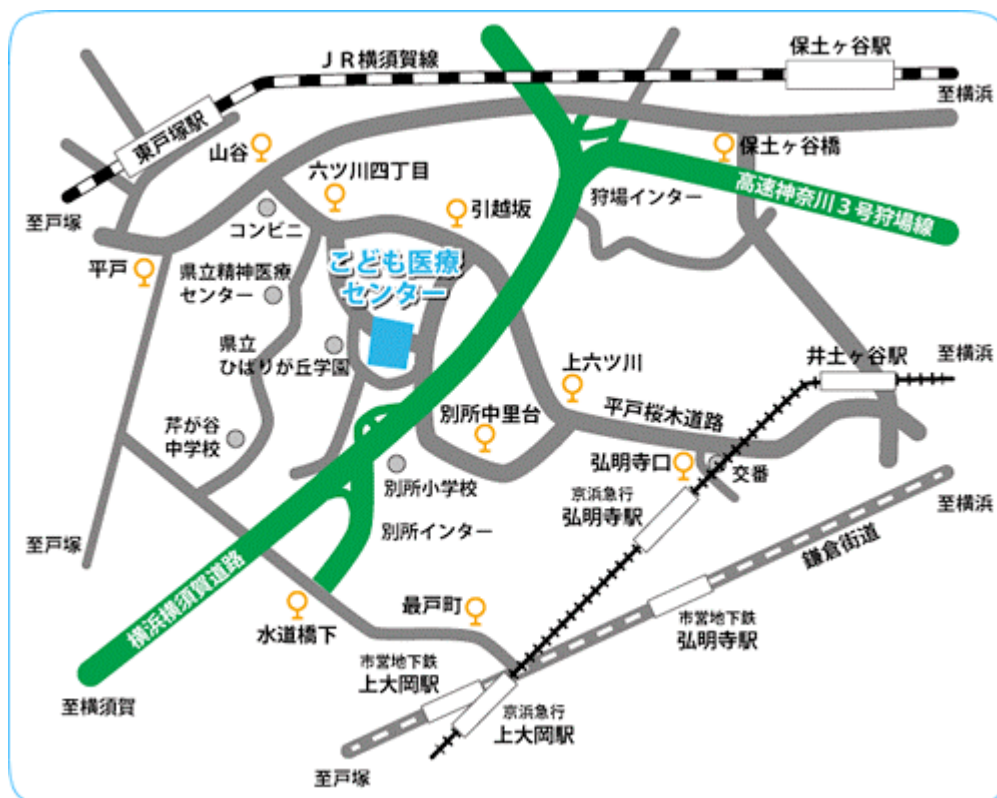 JR横須賀線
保土ヶ谷駅
至横浜
東戸塚駅
山谷
保土ヶ谷橋
六ツ川四丁目
狩場インター
高速神奈川3号狩場線
引越坂
至戸塚
コンビニ
平戸
こども医療
センター
県立精神医療
センター
県立
ひばりが丘学園
井土ヶ谷駅
至横浜
上六ツ川
平戸桜木道路
別所中里台
芹が谷
中学校
弘明寺口
交番
別所小学校
京浜急行
弘明寺駅
至横浜
別所インター
鎌倉街道
至戸塚
横浜横須賀道路
水道橋下
最戸町
市営地下鉄
弘明寺駅
市営地下鉄
上大岡駅
至横須賀
京浜急行
上大岡駅
至戸塚